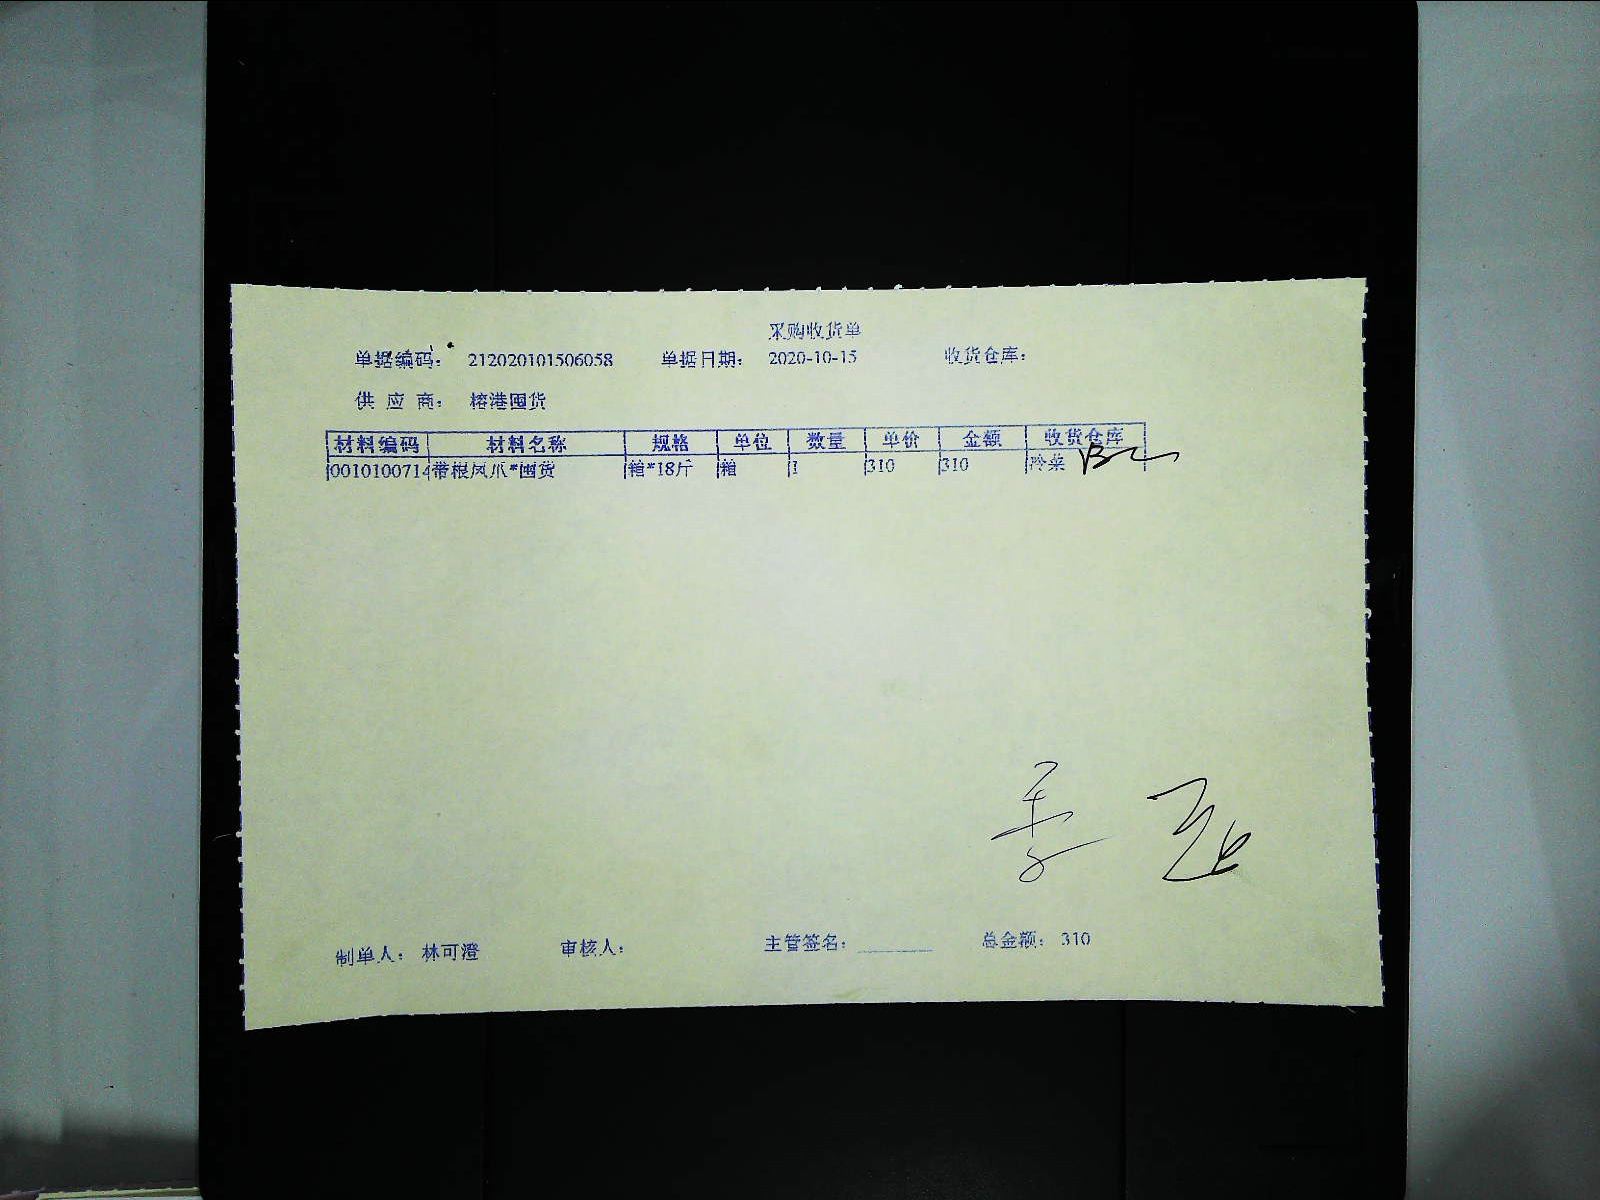 采购收货单
单据编码： 212020101506058 单据日期： 2020-10-15 收货仓库：
供 应 商： 榕港囤货
材料编码 材料名称 规格 单位 数量 单价 金额 收货仓库
0010100714 带根凤爪*囤货 箱*18斤 箱 1 310 310 冷菜
制单人： 林可澄 审核人： 主管签名： 总金额： 310